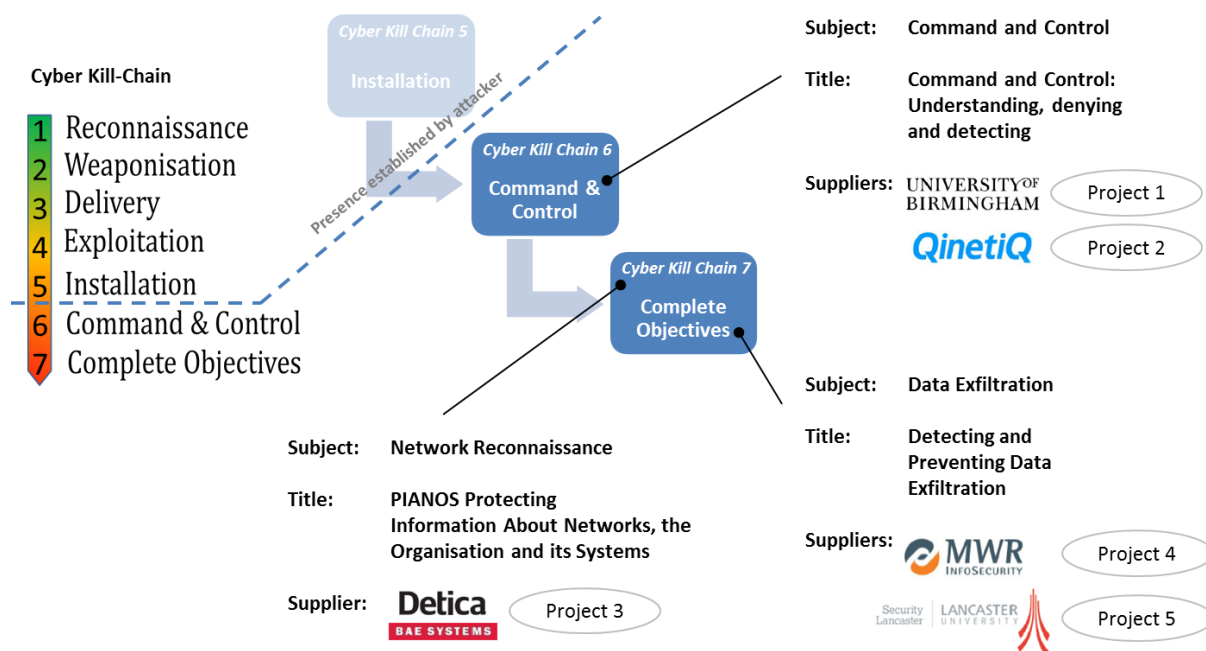 Cyber Kill-Chain
1 Reconnaissance
2 Weaponisation
3 Delivery
4 Exploitation
5 Installation
6 Command & Control
7 Complete Objectives
Cyber Kill Chain 5
Installation
Presence established by attacker
Cyber Kill Chain 6
Command &
Control
Cyber Kill Chain 7
Complete
Objectives
Subject: Command and Control
Title: Command and Control:
Understanding, denying
and detecting
Suppliers: UNIVERSITY OF
BIRMINGHAM
Project 1
QinetiQ
Project 2
Subject: Network Reconnaissance
Title: PIANOS Protecting
Information About Networks, the
Organisation and its Systems
Supplier: Detica
BAE SYSTEMS
Project 3
Subject: Data Exfiltration
Title: Detecting and
Preventing Data
Exfiltration
Suppliers: MWR
INFOSECURITY
Project 4
Security
Lancaster
LANCASTER
UNIVERSITY
Project 5